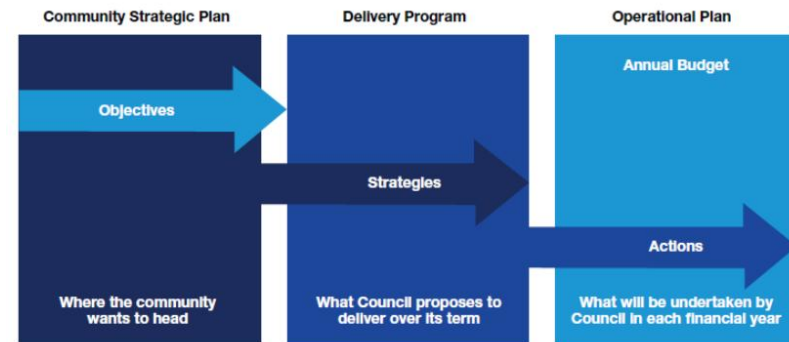 Community Strategic Plan
Delivery Program
Operational Plan
Annual Budget
Objectives
Strategies
Actions
Where the community
wants to head
What Council proposes to
deliver over its term
What will be undertaken by
Council in each financial year